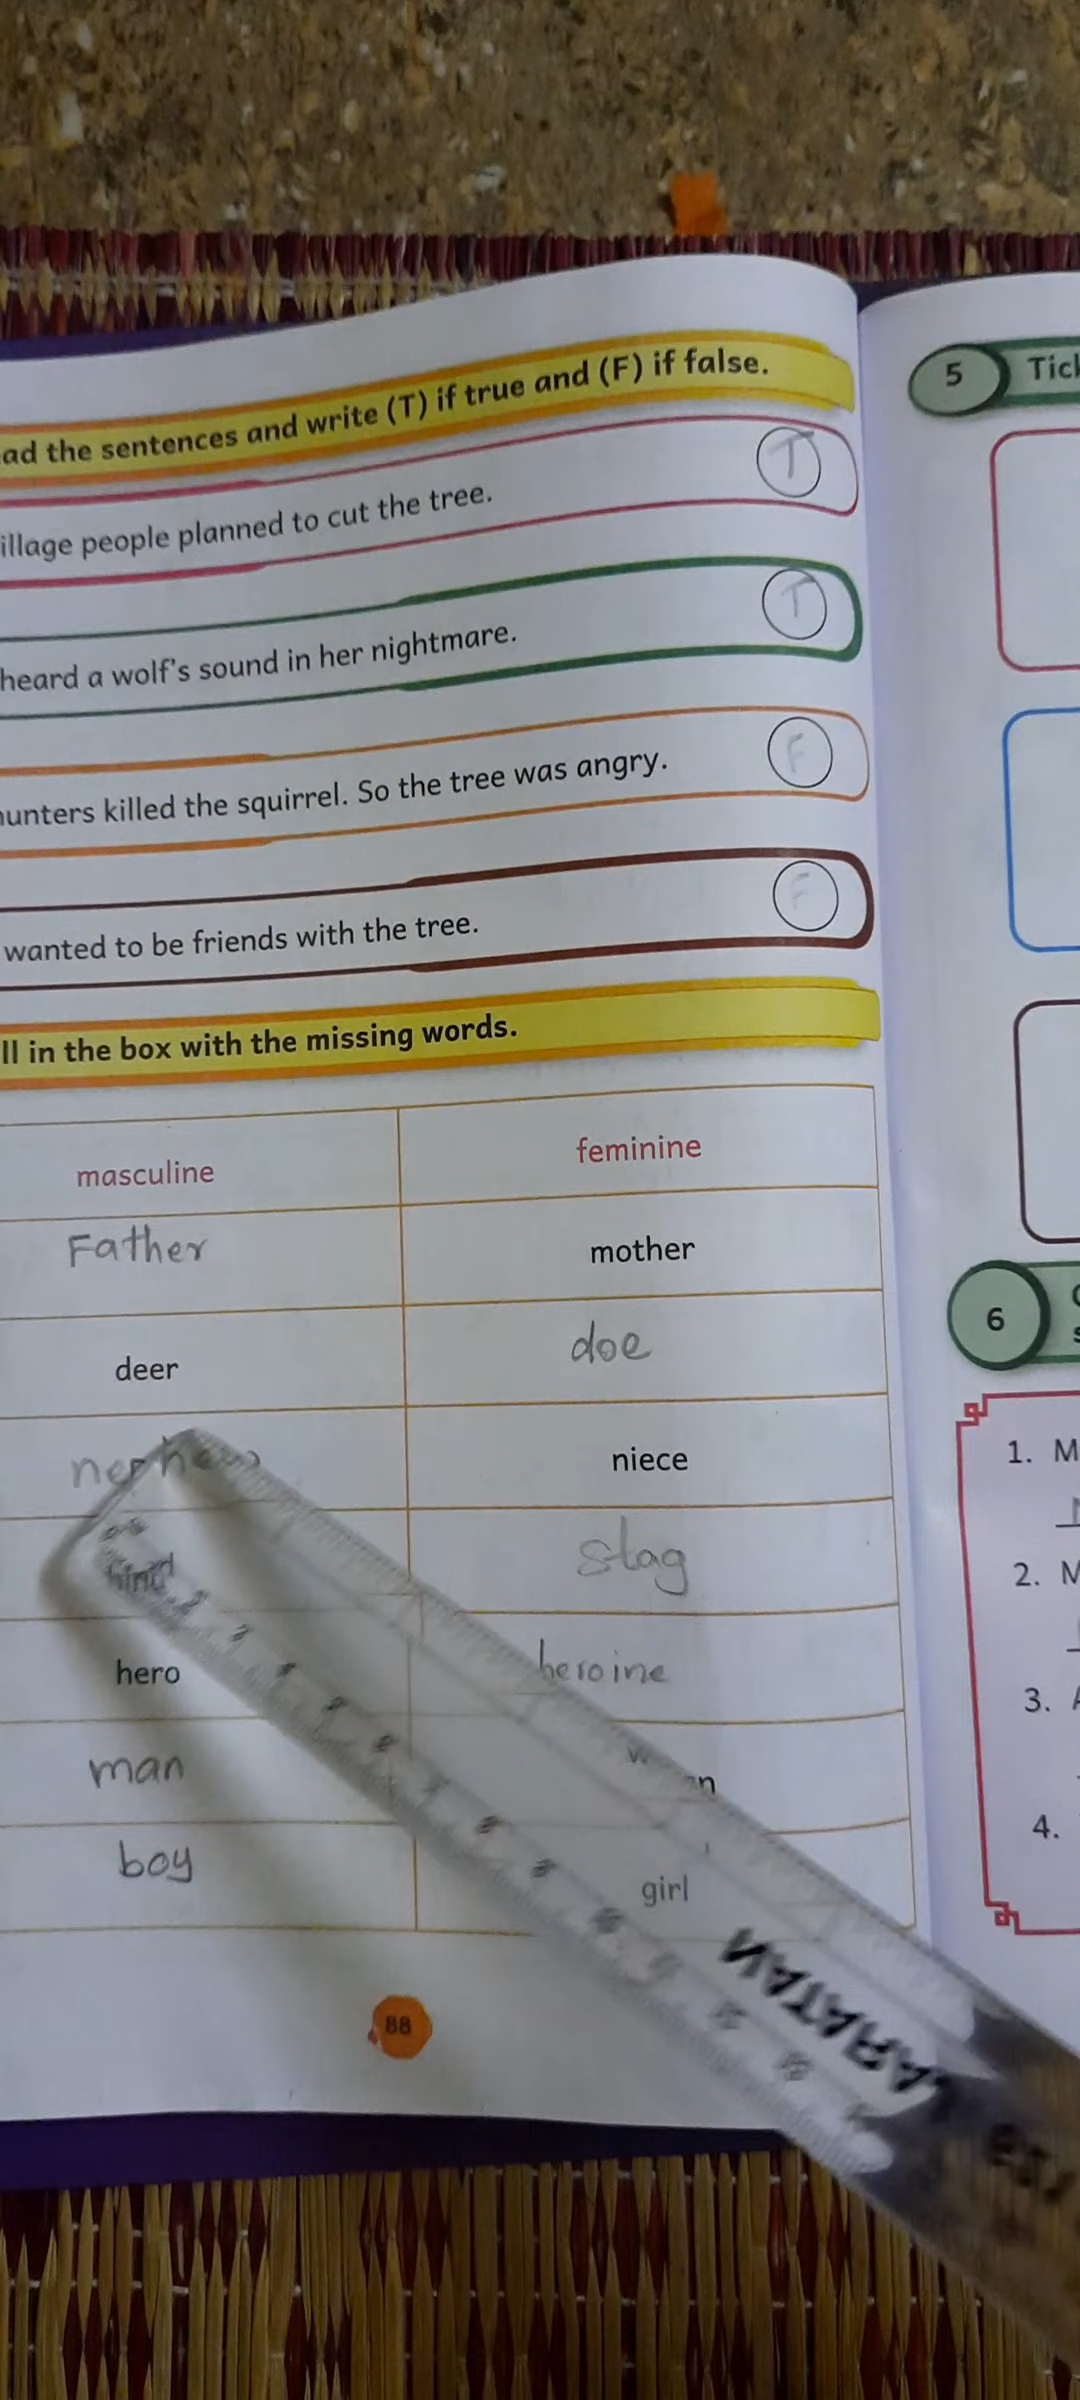 ad the sentences and write (T) if true and (F) if false.
illage people planned to cut the tree. T
heard a wolf's sound in her nightmare. T
unters killed the squirrel. So the tree was angry. F
wanted to be friends with the tree. F
ll in the box with the missing words.
masculine feminine
Father mother
deer doe
nephew niece
hind stag
hero heroine
man
boy girl
88
5 Tick
6
1. M
2. M
3. A
4.